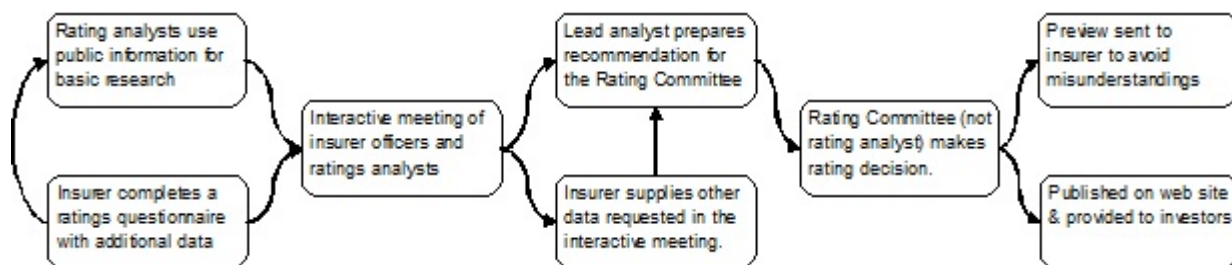 Rating analysts use
public information for
basic research
Insurer completes a
ratings questionnaire
with additional data
Interactive meeting of
insurer officers and
ratings analysts
Lead analyst prepares
recommendation for
the Rating Committee
Insurer supplies other
data requested in the
interactive meeting.
Rating Committee (not
rating analyst) makes
rating decision.
Preview sent to
insurer to avoid
misunderstandings
Published on web site
& provided to investors